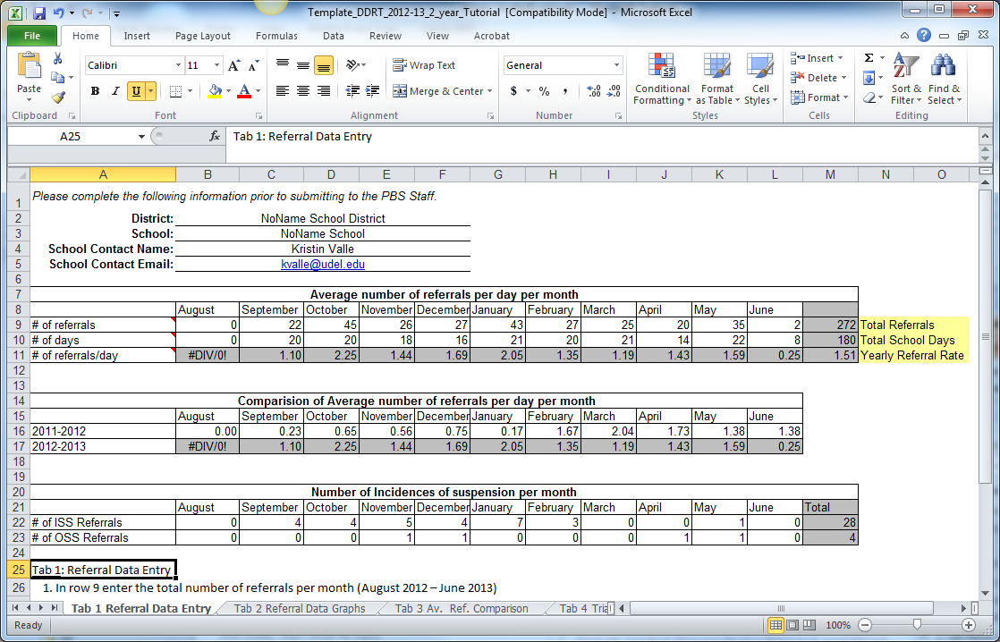 Template_DDRT_2012-13_2_year_Tutorial [Compatibility Mode] - Microsoft Excel
File Home Insert Page Layout Formulas Data Review View Acrobat
Paste Calibri 11 A A Wrap Text General Conditional Formatting Format as Table Cell Styles Insert Delete Format Σ Sort & Filter Find & Select
B I U A Merge & Center $ % ,
Clipboard Font Alignment Number Styles Cells Editing
A25 fx Tab 1: Referral Data Entry
A B C D E F G H I J K L M N O
1 Please complete the following information prior to submitting to the PBS Staff.
2 District: NoName School District
3 School: NoName School
4 School Contact Name: Kristin Valle
5 School Contact Email: kvalle@udel.edu
6
7 Average number of referrals per day per month
8 August September October November December January February March April May June
9 # of referrals 0 22 45 26 27 43 27 25 20 35 2 272 Total Referrals
10 # of days 0 20 20 18 16 21 20 21 14 22 8 180 Total School Days
11 # of referrals/day #DIV/0! 1.10 2.25 1.44 1.69 2.05 1.35 1.19 1.43 1.59 0.25 1.51 Yearly Referral Rate
12
13
14 Comparision of Average number of referrals per day per month
15 August September October November December January February March April May June
16 2011-2012 0.00 0.23 0.65 0.56 0.75 0.17 1.67 2.04 1.73 1.38 1.38
17 2012-2013 #DIV/0! 1.10 2.25 1.44 1.69 2.05 1.35 1.19 1.43 1.59 0.25
18
19
20 Number of Incidences of suspension per month
21 August September October November December January February March April May June Total
22 # of ISS Referrals 0 4 4 5 4 7 3 0 0 1 0 28
23 # of OSS Referrals 0 0 0 1 1 0 0 0 1 1 0 4
24
25 Tab 1: Referral Data Entry
26 1. In row 9 enter the total number of referrals per month (August 2012 – June 2013)
Tab 1 Referral Data Entry Tab 2 Referral Data Graphs Tab 3 Av. Ref. Comparison Tab 4 Tria
Ready 100%